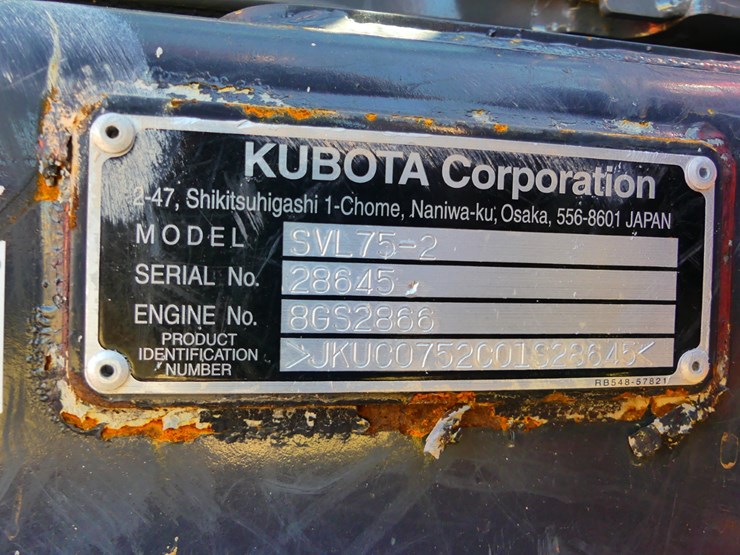 KUBOTA Corporation
2-47, Shikitsuhigashi 1-Chome, Naniwa-ku, Osaka, 556-8601 JAPAN
MODEL SVL75-2
SERIAL No. 28645
ENGINE No. 8GS2866
PRODUCT
IDENTIFICATION
NUMBER >JKUC0752C01S28645<
RB548-57821